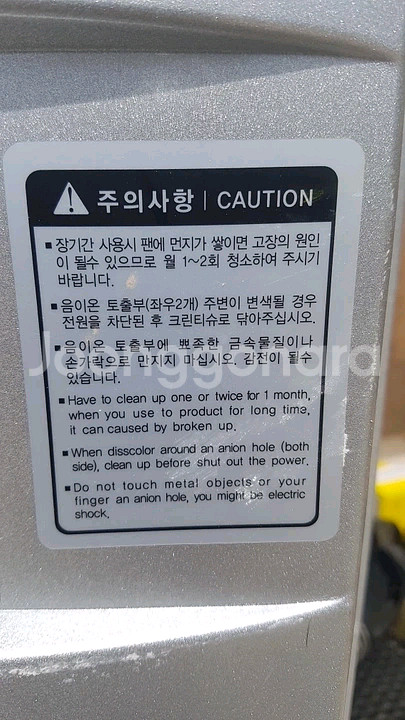 주의사항 | CAUTION
▪ 장기간 사용시 팬에 먼지가 쌓이면 고장의 원인
이 될수 있으므로 월 1~2회 청소하여 주시기
바랍니다.
▪ 음이온 토출부(좌우2개) 주변이 변색될 경우
전원을 차단된 후 크린티슈로 닦아주십시오.
▪ 음이온 토출부에 뾰족한 금속물질이나
손가락으로 만지지 마십시오. 감전이 될수
있습니다.
Joonggonara
▪ Have to clean up one or twice for 1 month,
when you use to product for long time,
it can caused by broken up.
▪ When disscolor around an anion hole (both
side), clean up before shut out the power.
▪ Do not touch metal objects or your
finger an anion hole, you might be electric
shock.